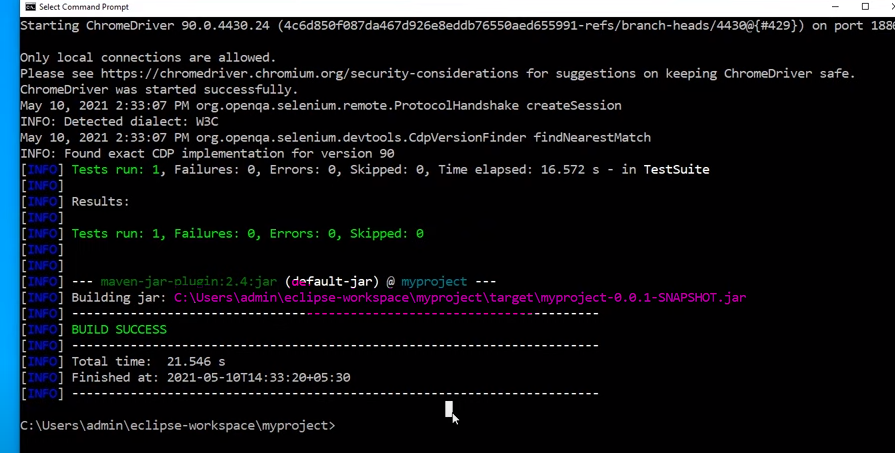 Select Command Prompt
Starting ChromeDriver 90.0.4430.24 (4c6d850f087da467d926e8eddb76550aed655991-refs/branch-heads/4430@{#429}) on port 1880
Only local connections are allowed.
Please see https://chromedriver.chromium.org/security-considerations for suggestions on keeping ChromeDriver safe.
ChromeDriver was started successfully.
May 10, 2021 2:33:07 PM org.openqa.selenium.remote.ProtocolHandshake createSession
INFO: Detected dialect: W3C
May 10, 2021 2:33:07 PM org.openqa.selenium.devtools.CdpVersionFinder findNearestMatch
INFO: Found exact CDP implementation for version 90
[INFO] Tests run: 1, Failures: 0, Errors: 0, Skipped: 0, Time elapsed: 16.572 s - in TestSuite
[INFO]
[INFO] Results:
[INFO]
[INFO] Tests run: 1, Failures: 0, Errors: 0, Skipped: 0
[INFO]
[INFO]
[INFO] --- maven-jar-plugin:2.4:jar (default-jar) @ myproject ---
[INFO] Building jar: C:\Users\admin\eclipse-workspace\myproject\target\myproject-0.0.1-SNAPSHOT.jar
[INFO] ------------------------------------------------------------------------
[INFO] BUILD SUCCESS
[INFO] ------------------------------------------------------------------------
[INFO] Total time:  21.546 s
[INFO] Finished at: 2021-05-10T14:33:20+05:30
[INFO] ------------------------------------------------------------------------
C:\Users\admin\eclipse-workspace\myproject>